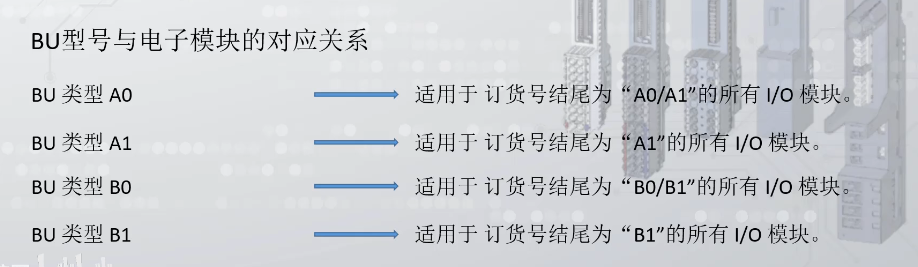 BU型号与电子模块的对应关系
BU 类型 A0 适用于 订货号结尾为“A0/A1”的所有 I/O 模块。
BU 类型 A1 适用于 订货号结尾为“A1”的所有 I/O 模块。
BU 类型 B0 适用于 订货号结尾为“B0/B1”的所有 I/O 模块。
BU 类型 B1 适用于 订货号结尾为“B1”的所有 I/O 模块。